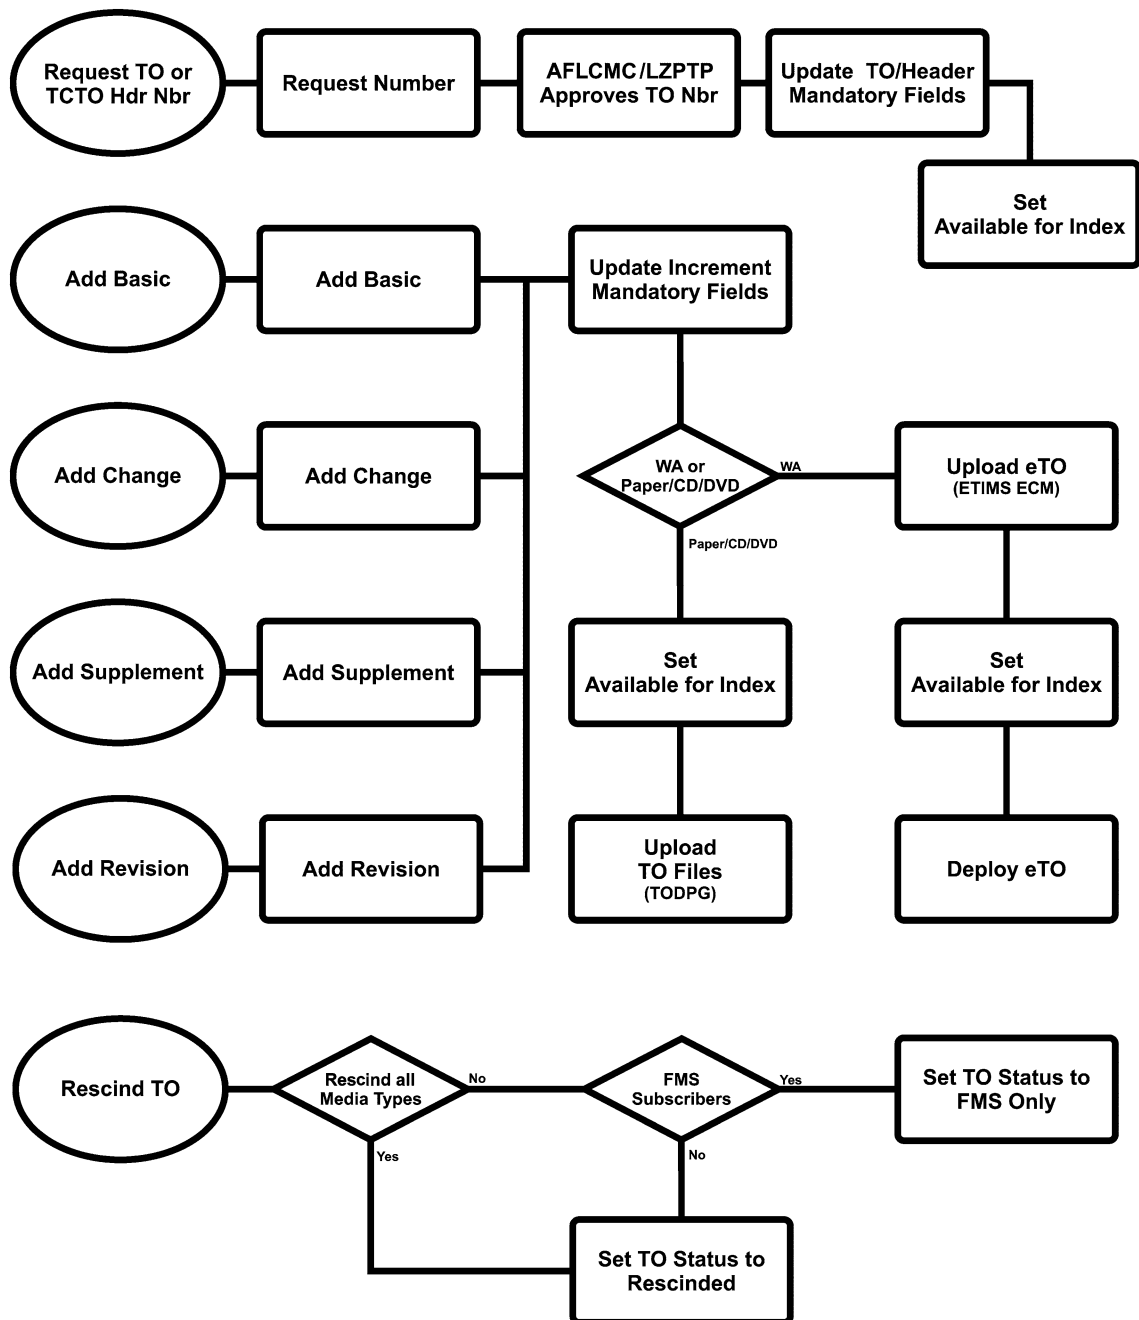 Request TO or
TCTO Hdr Nbr
Request Number
AFLCMC/LZPTP
Approves TO Nbr
Update TO/Header
Mandatory Fields
Set
Available for Index
Add Basic
Add Basic
Update Increment
Mandatory Fields
Add Change
Add Change
WA or
Paper/CD/DVD
WA
Upload eTO
(ETIMS ECM)
Paper/CD/DVD
Add Supplement
Add Supplement
Set
Available for Index
Set
Available for Index
Add Revision
Add Revision
Upload
TO Files
(TODPG)
Deploy eTO
Rescind TO
Rescind all
Media Types
No
FMS
Subscribers
Yes
Set TO Status to
FMS Only
Yes
No
Set TO Status to
Rescinded